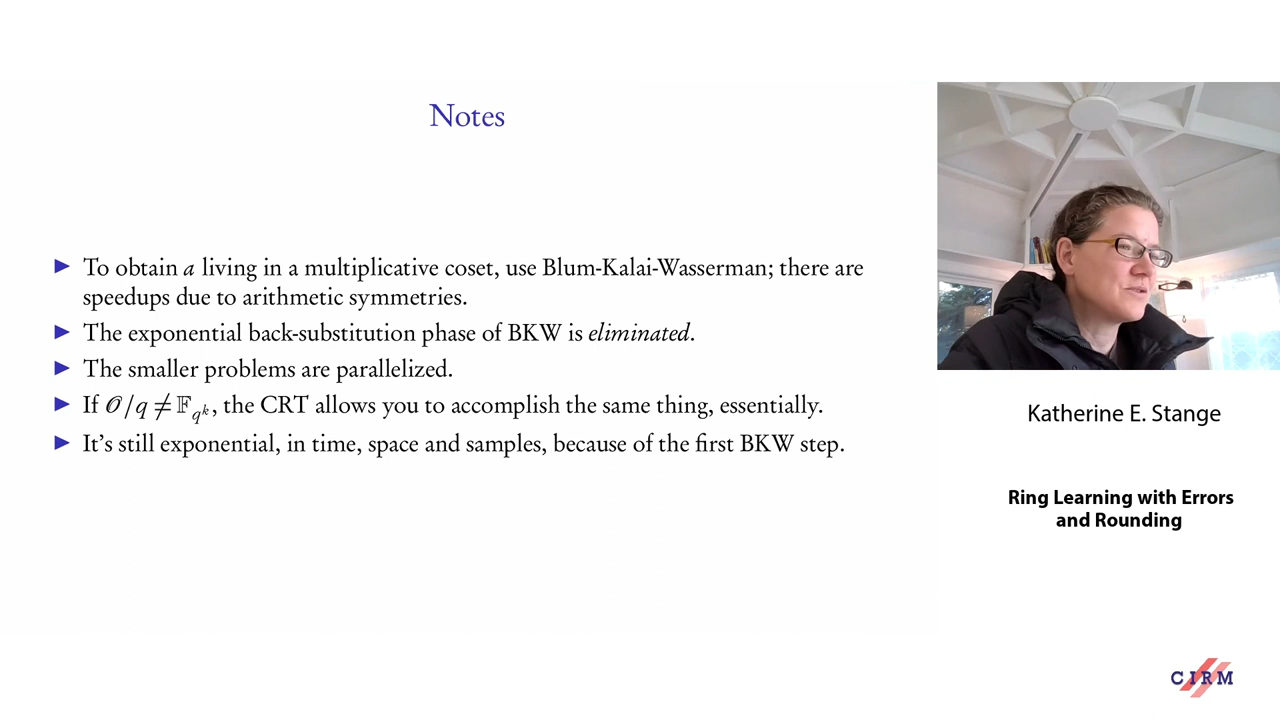 Notes
▶ To obtain a living in a multiplicative coset, use Blum-Kalai-Wasserman; there are
speedups due to arithmetic symmetries.
▶ The exponential back-substitution phase of BKW is eliminated.
▶ The smaller problems are parallelized.
▶ If 𝒪/q ≠ 𝔽_{q^k}, the CRT allows you to accomplish the same thing, essentially.
▶ It’s still exponential, in time, space and samples, because of the first BKW step.
Katherine E. Stange
Ring Learning with Errors
and Rounding
CIRM